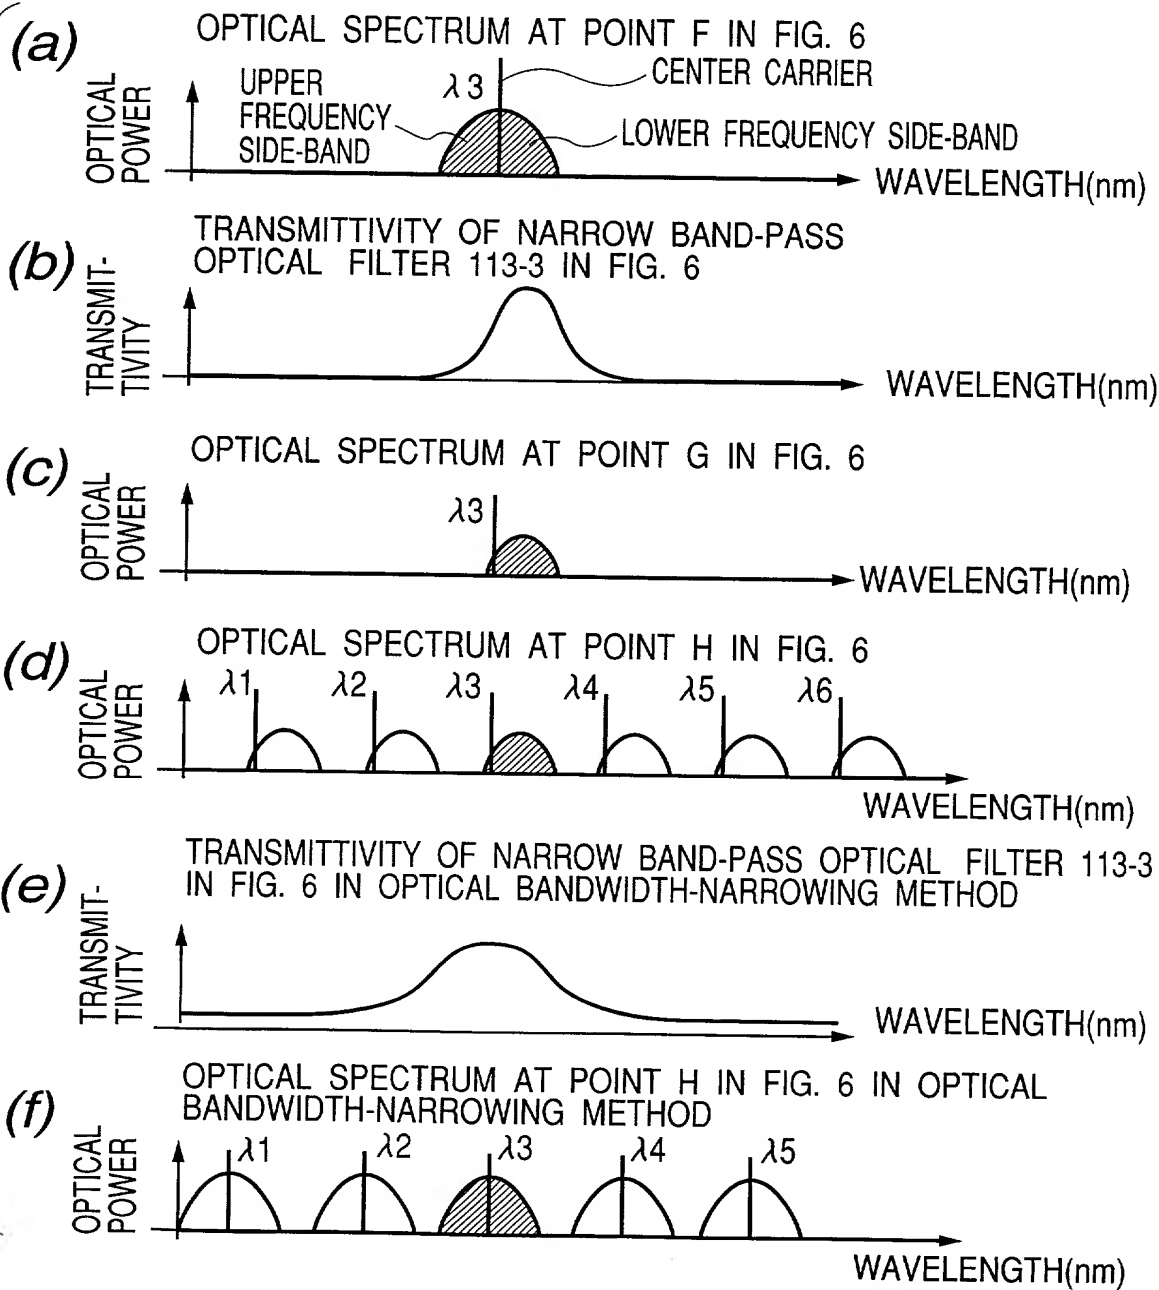 (a)
OPTICAL SPECTRUM AT POINT F IN FIG. 6
OPTICAL
POWER
UPPER
FREQUENCY
SIDE-BAND
λ3
CENTER CARRIER
LOWER FREQUENCY SIDE-BAND
WAVELENGTH(nm)
(b)
TRANSMITTIVITY OF NARROW BAND-PASS
OPTICAL FILTER 113-3 IN FIG. 6
TRANSMIT-
TIVITY
WAVELENGTH(nm)
(c)
OPTICAL SPECTRUM AT POINT G IN FIG. 6
OPTICAL
POWER
λ3
WAVELENGTH(nm)
(d)
OPTICAL SPECTRUM AT POINT H IN FIG. 6
OPTICAL
POWER
λ1 λ2 λ3 λ4 λ5 λ6
WAVELENGTH(nm)
(e)
TRANSMITTIVITY OF NARROW BAND-PASS OPTICAL FILTER 113-3
IN FIG. 6 IN OPTICAL BANDWIDTH-NARROWING METHOD
TRANSMIT-
TIVITY
WAVELENGTH(nm)
(f)
OPTICAL SPECTRUM AT POINT H IN FIG. 6 IN OPTICAL
BANDWIDTH-NARROWING METHOD
OPTICAL
POWER
λ1 λ2 λ3 λ4 λ5
WAVELENGTH(nm)